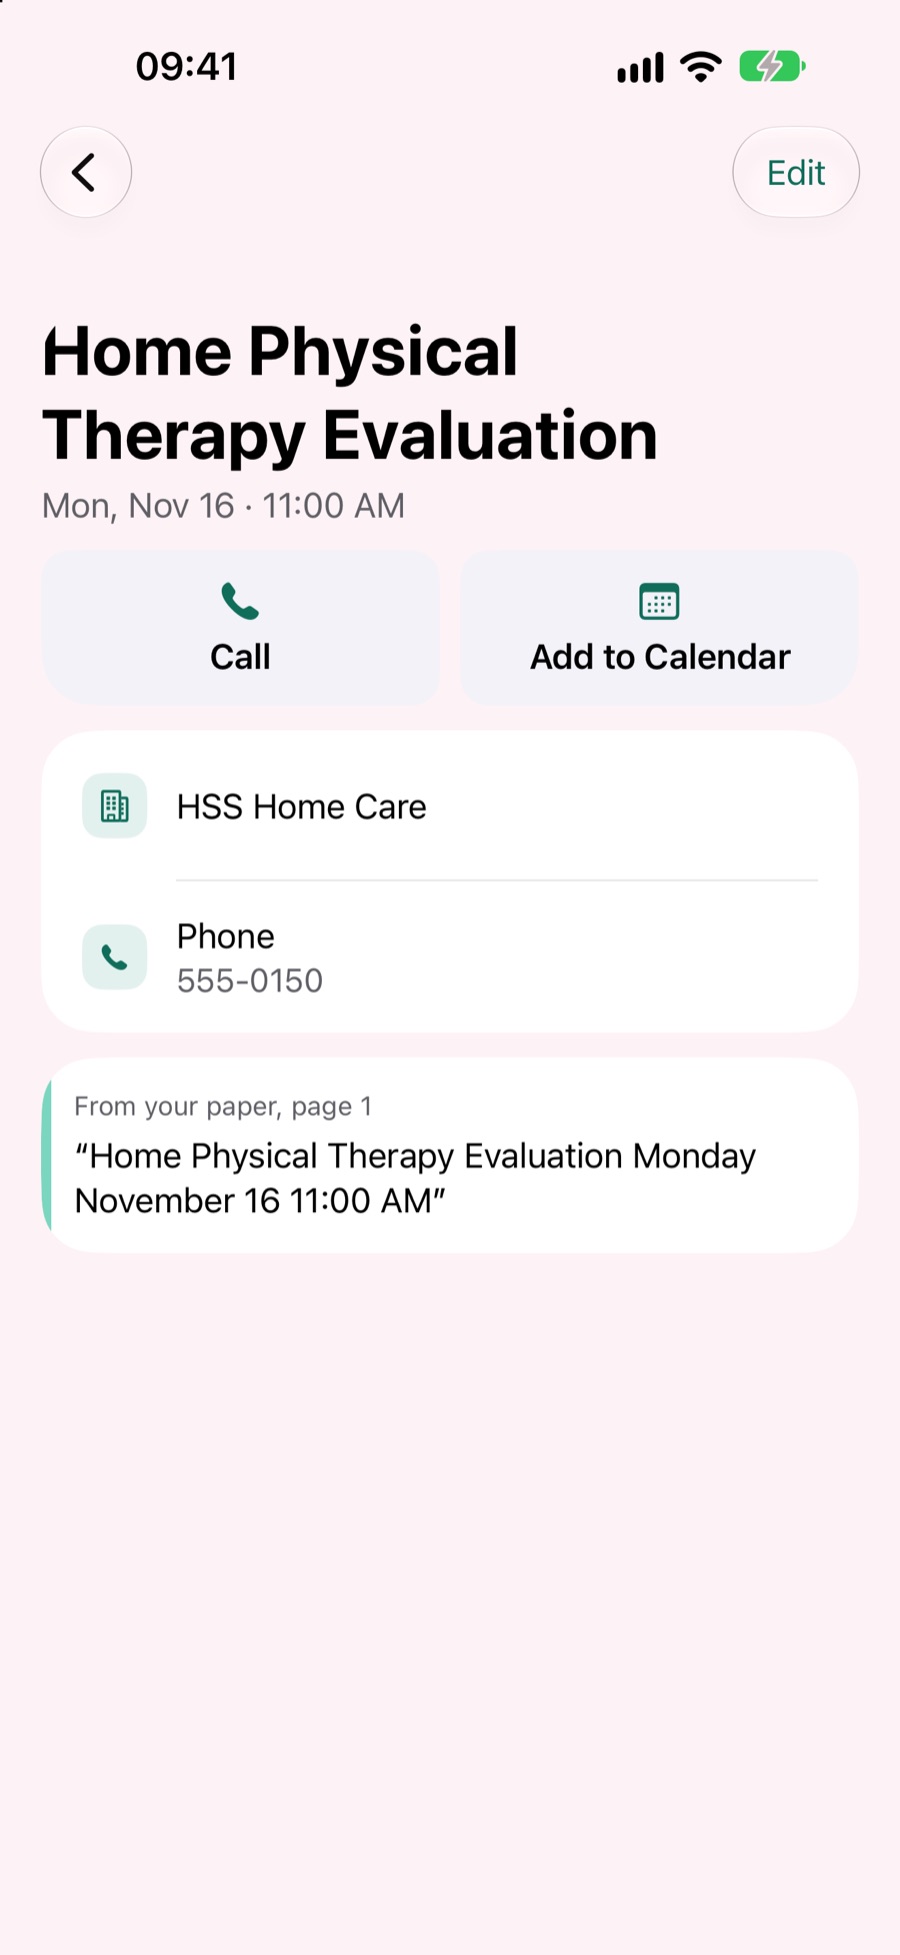 09:41
Edit
Home Physical
Therapy Evaluation
Mon, Nov 16 · 11:00 AM
Call
Add to Calendar
HSS Home Care
Phone
555-0150
From your paper, page 1
“Home Physical Therapy Evaluation Monday
November 16 11:00 AM”